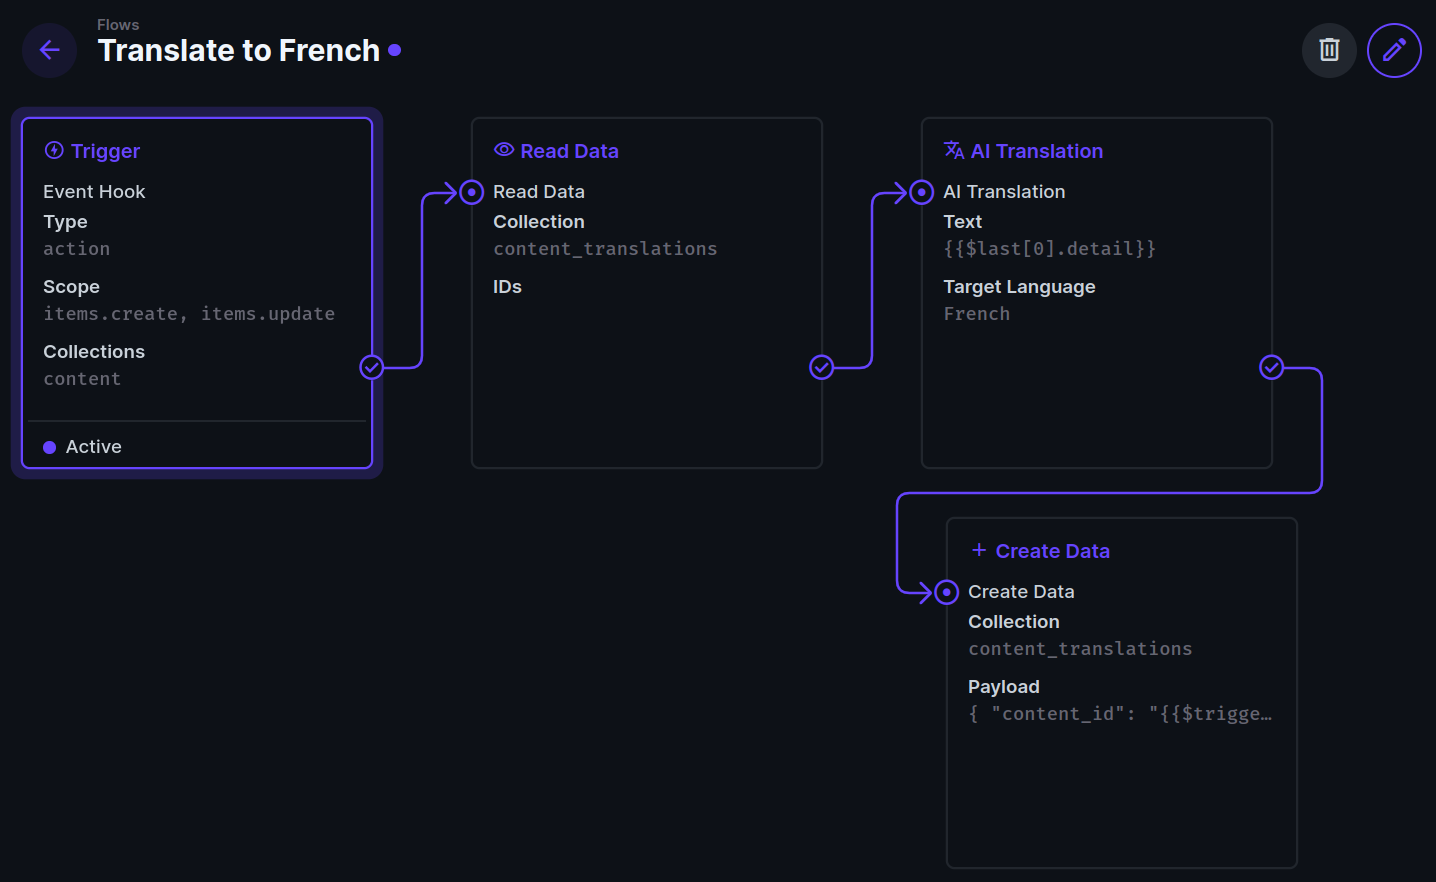 Flows
Translate to French
Trigger
Event Hook
Type
action
Scope
items.create, items.update
Collections
content
Active
Read Data
Read Data
Collection
content_translations
IDs
AI Translation
AI Translation
Text
{{$last[0].detail}}
Target Language
French
Create Data
Create Data
Collection
content_translations
Payload
{ "content_id": "{{$trigge…